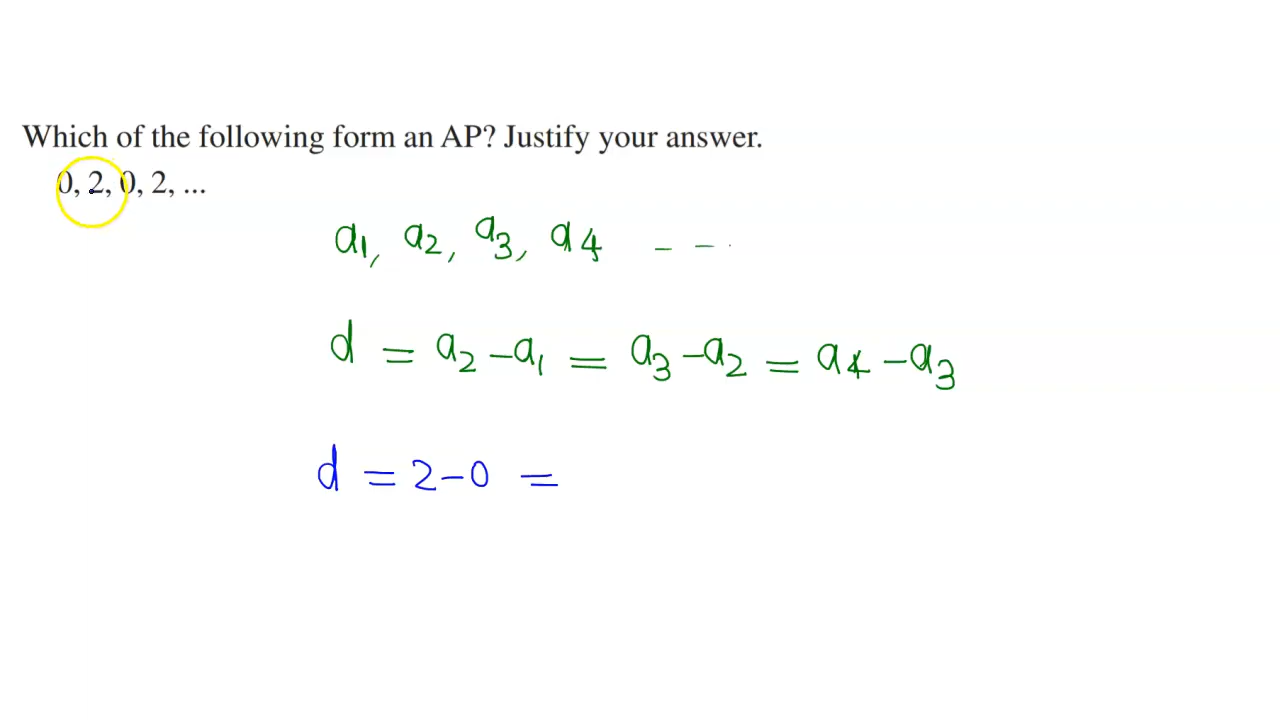 Which of the following form an AP? Justify your answer.
0, 2, 0, 2, ...
a1, a2, a3, a4 - - -
d = a2 - a1 = a3 - a2 = a4 - a3
d = 2 - 0 =